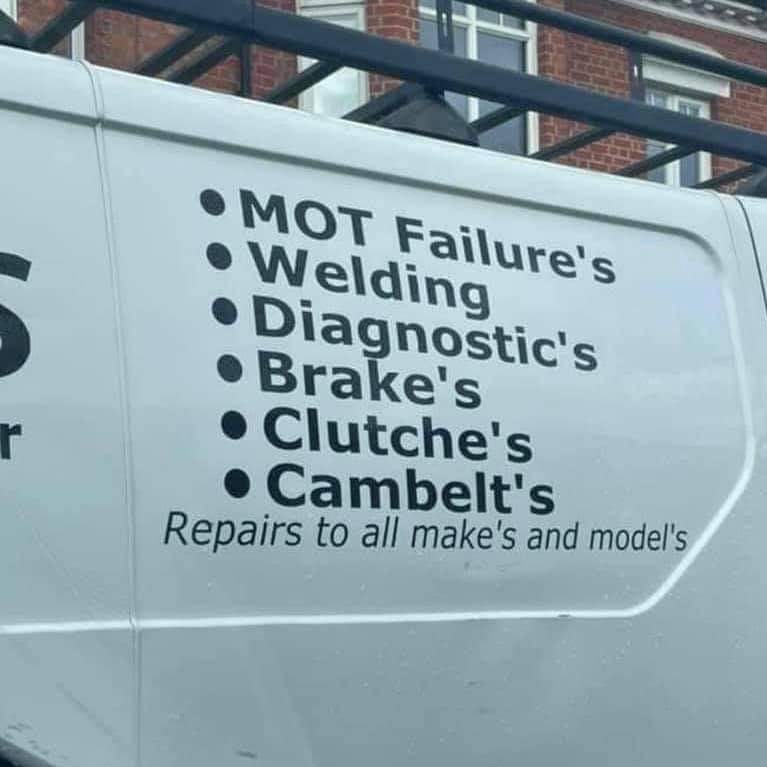 S
r
• MOT Failure's
• Welding
• Diagnostic's
• Brake's
• Clutche's
• Cambelt's
Repairs to all make's and model's